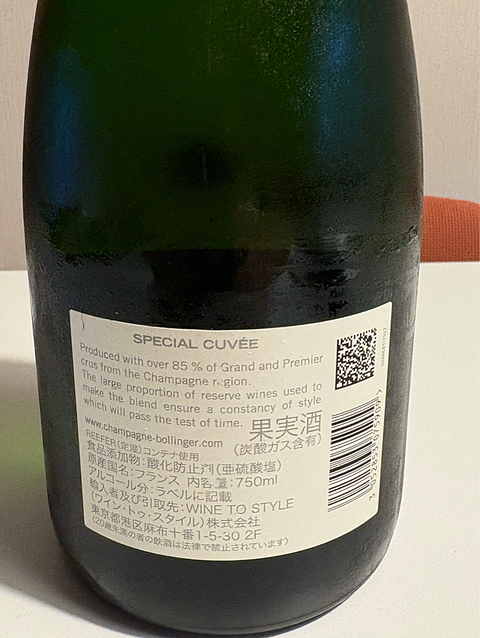 SPECIAL CUVÉE
Produced with over 85 % of Grand and Premier
crus from the Champagne region.
The large proportion of reserve wines used to
make the blend ensure a constancy of style
which will pass the test of time.
www.champagne-bollinger.com
果実酒
(炭酸ガス含有)
REEFER(定温)コンテナ使用
食品添加物:酸化防止剤(亜硫酸塩)
原産国名:フランス 内容量:750ml
アルコール分:ラベルに記載
輸入者及び引取先:WINE TO STYLE
(ワイン・トゥ・スタイル)株式会社
東京都港区麻布十番1-5-30 2F
〈20歳未満の者の飲酒は法律で禁止されています〉